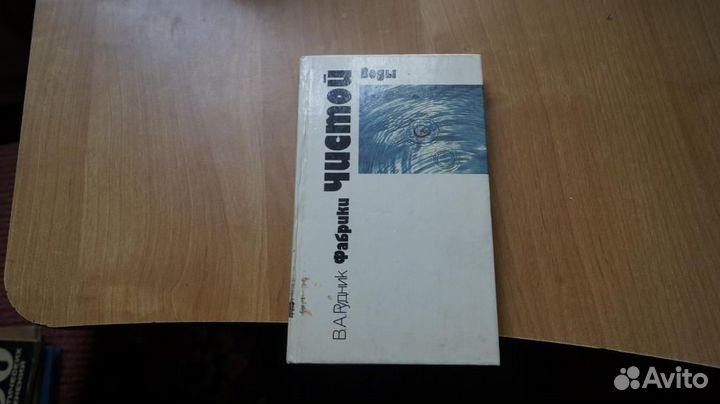 В.А.Рудник Фабрики чистой
воды
Avito